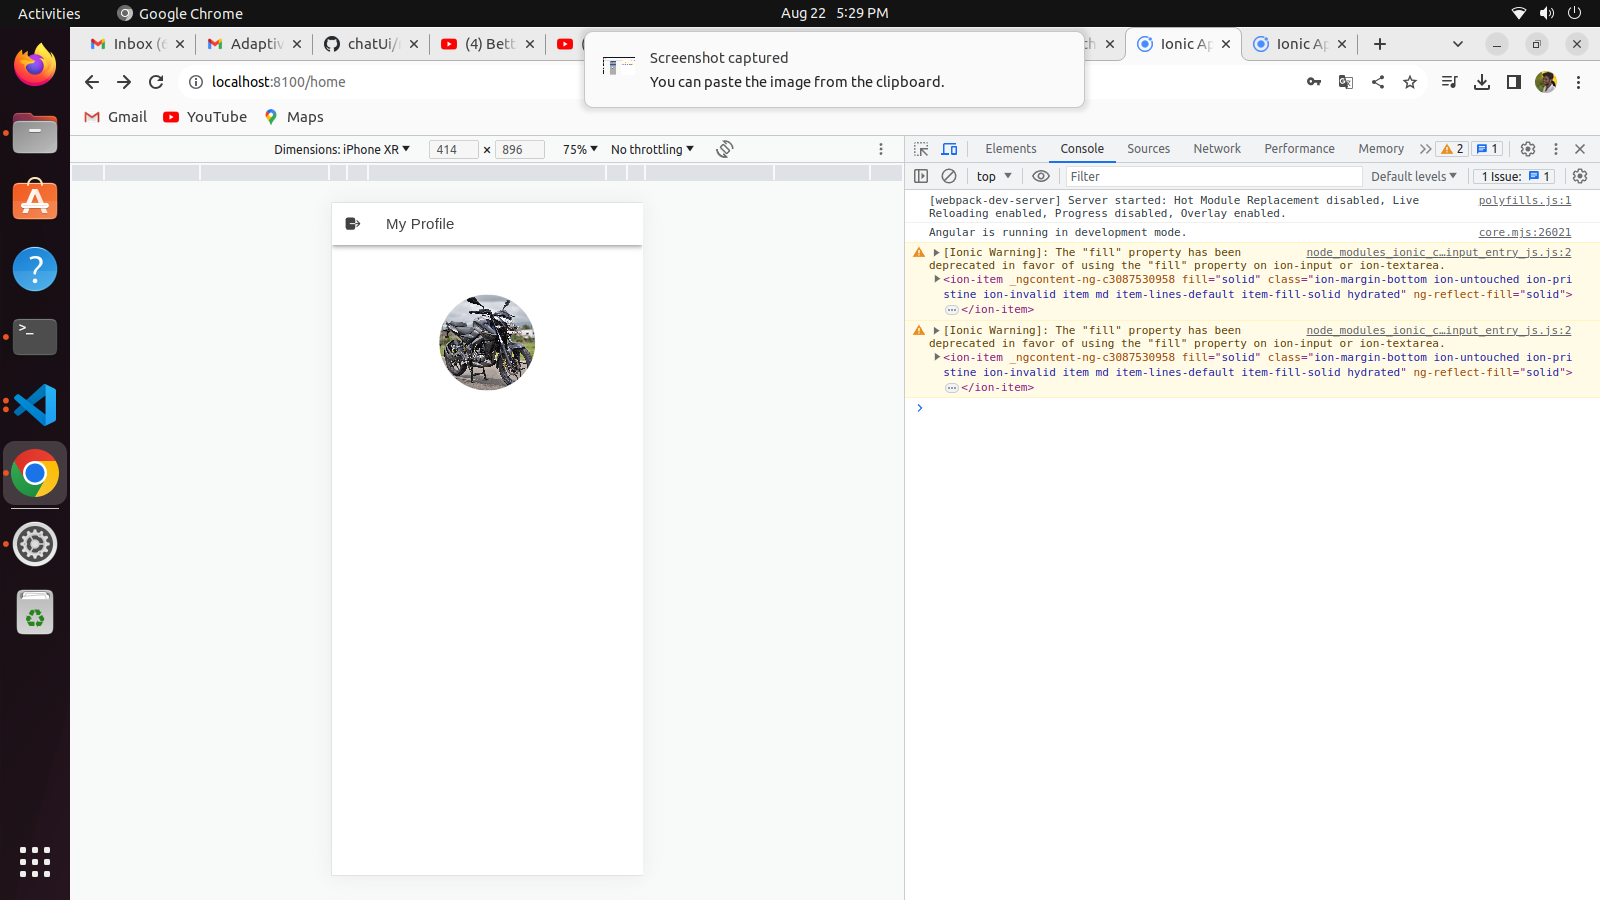 Activities
Google Chrome
Aug 22 5:29 PM
Inbox (6
Adaptiv
chatUi/
(4) Bett
Ionic Ap
Ionic Ap
Screenshot captured
You can paste the image from the clipboard.
localhost:8100/home
Gmail
YouTube
Maps
Dimensions: iPhone XR
414 × 896
75%
No throttling
Elements
Console
Sources
Network
Performance
Memory
2
1
top
Filter
Default levels
1 Issue: 1
[webpack-dev-server] Server started: Hot Module Replacement disabled, Live polyfills.js:1
Reloading enabled, Progress disabled, Overlay enabled.
Angular is running in development mode. core.mjs:26021
[Ionic Warning]: The "fill" property has been node_modules_ionic_c…input_entry_js.js:2
deprecated in favor of using the "fill" property on ion-input or ion-textarea.
<ion-item _ngcontent-ng-c3087530958 fill="solid" class="ion-margin-bottom ion-untouched ion-pri
stine ion-invalid item md item-lines-default item-fill-solid hydrated" ng-reflect-fill="solid">
… </ion-item>
[Ionic Warning]: The "fill" property has been node_modules_ionic_c…input_entry_js.js:2
deprecated in favor of using the "fill" property on ion-input or ion-textarea.
<ion-item _ngcontent-ng-c3087530958 fill="solid" class="ion-margin-bottom ion-untouched ion-pri
stine ion-invalid item md item-lines-default item-fill-solid hydrated" ng-reflect-fill="solid">
… </ion-item>
My Profile